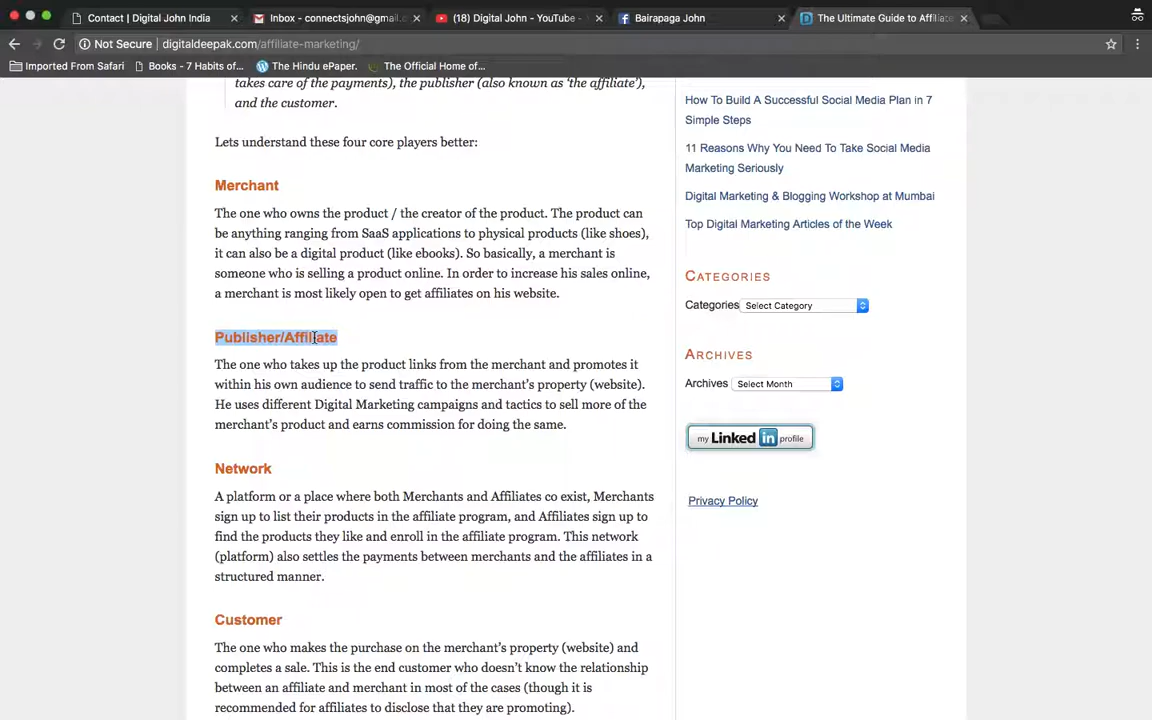 Contact | Digital John India
Inbox - connectsjohn@gmail.
(18) Digital John - YouTube -
Bairapaga John
The Ultimate Guide to Affiliate
Not Secure | digitaldeepak.com/affiliate-marketing/
Imported From Safari
Books - 7 Habits of...
The Hindu ePaper.
The Official Home of...
takes care of the payments), the publisher (also known as 'the affiliate'),
and the customer.
Lets understand these four core players better:
Merchant
The one who owns the product / the creator of the product. The product can
be anything ranging from SaaS applications to physical products (like shoes),
it can also be a digital product (like ebooks). So basically, a merchant is
someone who is selling a product online. In order to increase his sales online,
a merchant is most likely open to get affiliates on his website.
Publisher/Affiliate
The one who takes up the product links from the merchant and promotes it
within his own audience to send traffic to the merchant's property (website).
He uses different Digital Marketing campaigns and tactics to sell more of the
merchant's product and earns commission for doing the same.
Network
A platform or a place where both Merchants and Affiliates co exist, Merchants
sign up to list their products in the affiliate program, and Affiliates sign up to
find the products they like and enroll in the affiliate program. This network
(platform) also settles the payments between merchants and the affiliates in a
structured manner.
Customer
The one who makes the purchase on the merchant's property (website) and
completes a sale. This is the end customer who doesn't know the relationship
between an affiliate and merchant in most of the cases (though it is
recommended for affiliates to disclose that they are promoting).
How To Build A Successful Social Media Plan in 7
Simple Steps
11 Reasons Why You Need To Take Social Media
Marketing Seriously
Digital Marketing & Blogging Workshop at Mumbai
Top Digital Marketing Articles of the Week
CATEGORIES
Categories Select Category
ARCHIVES
Archives Select Month
my Linked in profile
Privacy Policy